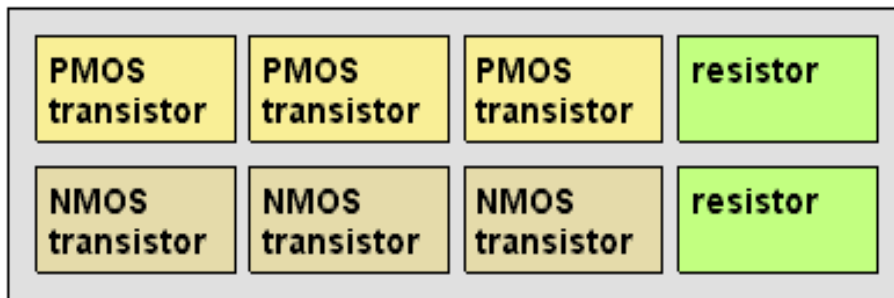 PMOS
transistor
PMOS
transistor
PMOS
transistor
resistor
NMOS
transistor
NMOS
transistor
NMOS
transistor
resistor